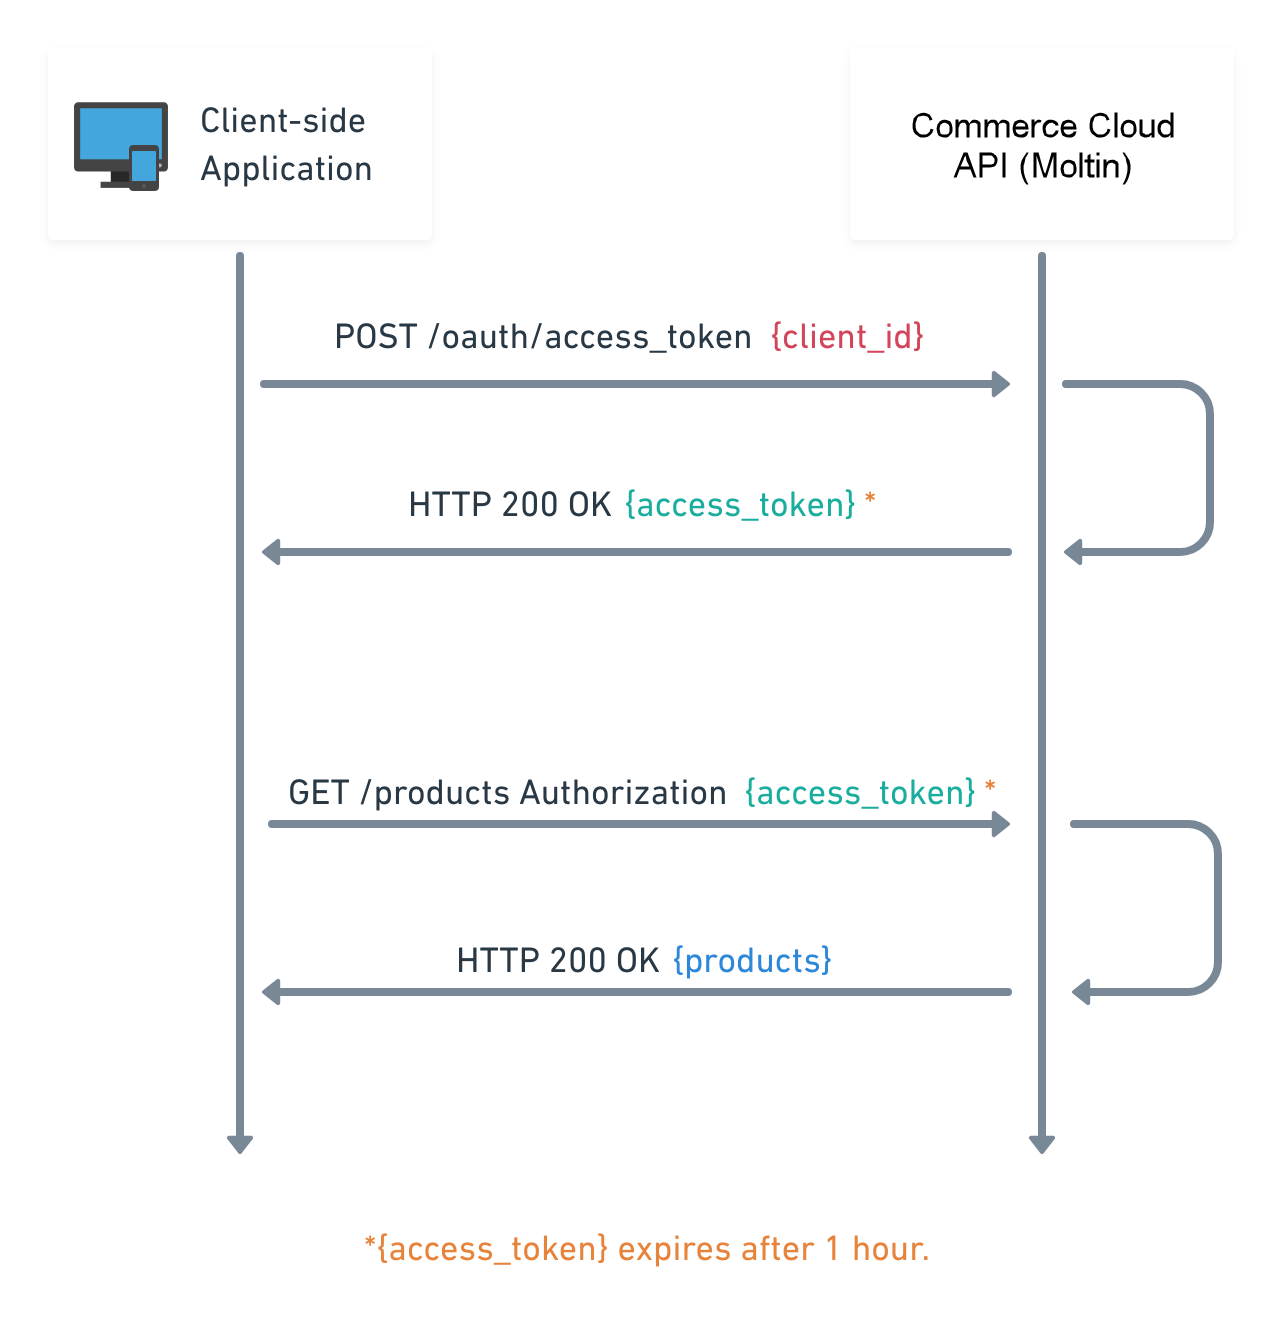 Client-side
Application
Commerce Cloud
API (Moltin)
POST /oauth/access_token {client_id}
HTTP 200 OK {access_token} *
GET /products Authorization {access_token} *
HTTP 200 OK {products}
*{access_token} expires after 1 hour.